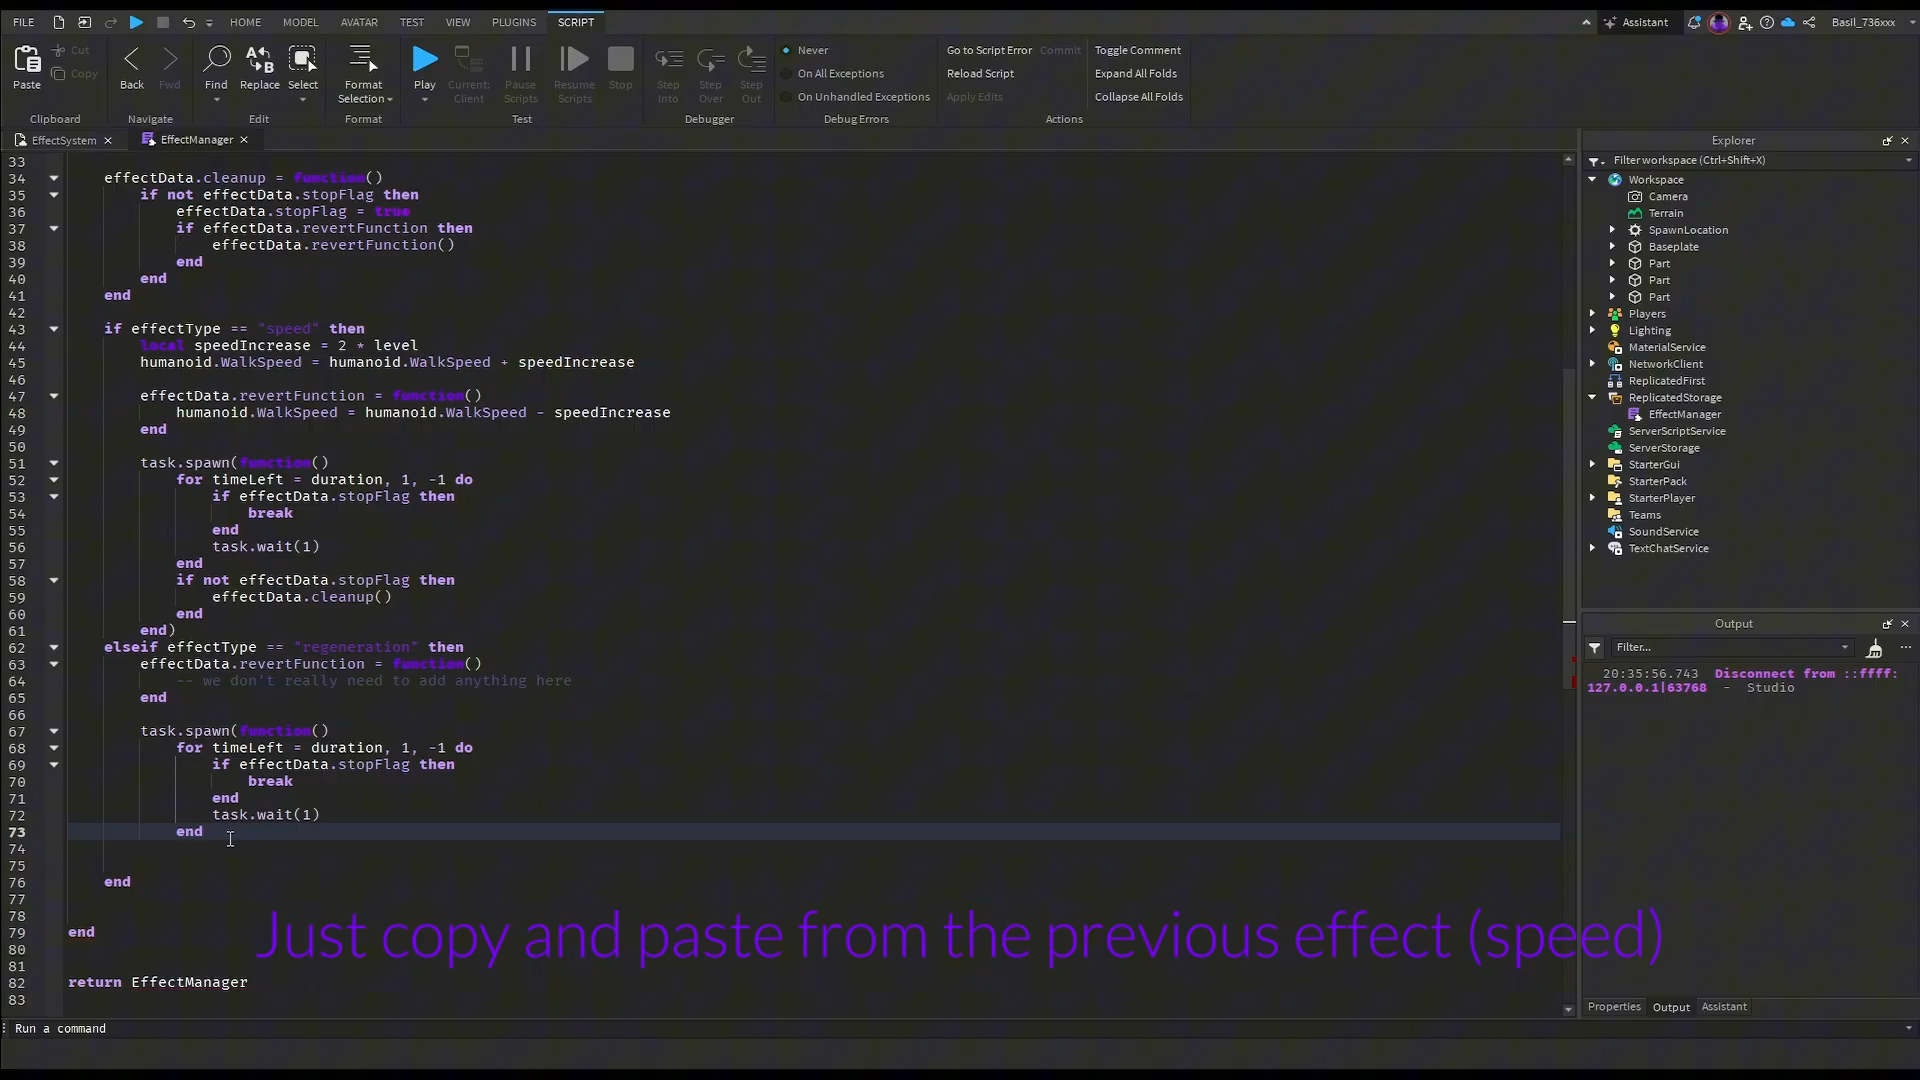 FILE HOME MODEL AVATAR TEST VIEW PLUGINS SCRIPT Assistant Basil_736xxx
Paste Cut Copy Back Fwd Find Replace Select Format Selection Play Current: Client Pause Scripts Resume Scripts Stop Step Into Step Over Step Out
Never Go to Script Error Commit Toggle Comment
On All Exceptions Reload Script Expand All Folds
On Unhandled Exceptions Apply Edits Collapse All Folds
Clipboard Navigate Edit Format Test Debugger Debug Errors Actions
EffectSystem EffectManager
33
34 effectData.cleanup = function()
35 if not effectData.stopFlag then
36 effectData.stopFlag = true
37 if effectData.revertFunction then
38 effectData.revertFunction()
39 end
40 end
41 end
42
43 if effectType == "speed" then
44 local speedIncrease = 2 * level
45 humanoid.WalkSpeed = humanoid.WalkSpeed + speedIncrease
46
47 effectData.revertFunction = function()
48 humanoid.WalkSpeed = humanoid.WalkSpeed - speedIncrease
49 end
50
51 task.spawn(function()
52 for timeLeft = duration, 1, -1 do
53 if effectData.stopFlag then
54 break
55 end
56 task.wait(1)
57 end
58 if not effectData.stopFlag then
59 effectData.cleanup()
60 end
61 end)
62 elseif effectType == "regeneration" then
63 effectData.revertFunction = function()
64 -- we don't really need to add anything here
65 end
66
67 task.spawn(function()
68 for timeLeft = duration, 1, -1 do
69 if effectData.stopFlag then
70 break
71 end
72 task.wait(1)
73 end
74
75
76 end
77
78
79 end
80
81
82 return EffectManager
83
Just copy and paste from the previous effect (speed)
Run a command
Explorer
Filter workspace (Ctrl+Shift+X)
Workspace
Camera
Terrain
SpawnLocation
Baseplate
Part
Part
Part
Players
Lighting
MaterialService
NetworkClient
ReplicatedFirst
ReplicatedStorage
EffectManager
ServerScriptService
ServerStorage
StarterGui
StarterPack
StarterPlayer
Teams
SoundService
TextChatService
Output
Filter...
20:35:56.743 Disconnect from ::ffff:
127.0.0.1|63768 - Studio
Properties Output Assistant